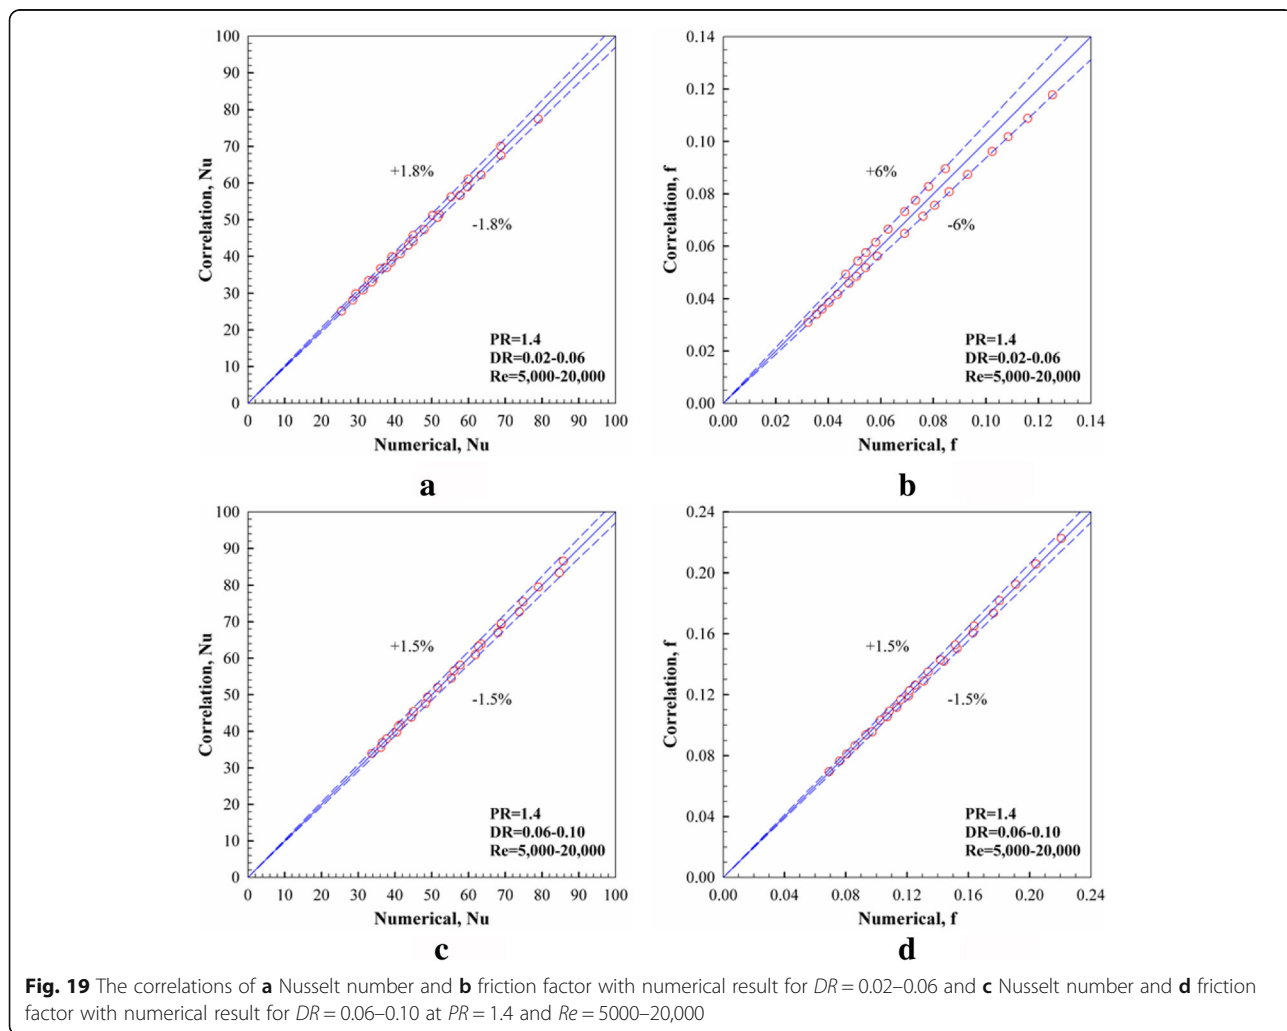 100
90
80
70
60
50
40
30
20
10
0
Correlation, Nu
+1.8%
-1.8%
PR=1.4
DR=0.02-0.06
Re=5,000-20,000
0 10 20 30 40 50 60 70 80 90 100
Numerical, Nu
a
0.14
0.12
0.10
0.08
0.06
0.04
0.02
0.00
Correlation, f
+6%
-6%
PR=1.4
DR=0.02-0.06
Re=5,000-20,000
0.00 0.02 0.04 0.06 0.08 0.10 0.12 0.14
Numerical, f
b
100
90
80
70
60
50
40
30
20
10
0
Correlation, Nu
+1.5%
-1.5%
PR=1.4
DR=0.06-0.10
Re=5,000-20,000
0 10 20 30 40 50 60 70 80 90 100
Numerical, Nu
c
0.24
0.20
0.16
0.12
0.08
0.04
0.00
Correlation, f
+1.5%
-1.5%
PR=1.4
DR=0.06-0.10
Re=5,000-20,000
0.00 0.04 0.08 0.12 0.16 0.20 0.24
Numerical, f
d
Fig. 19 The correlations of a Nusselt number and b friction factor with numerical result for DR = 0.02–0.06 and c Nusselt number and d friction
factor with numerical result for DR = 0.06–0.10 at PR = 1.4 and Re = 5000–20,000